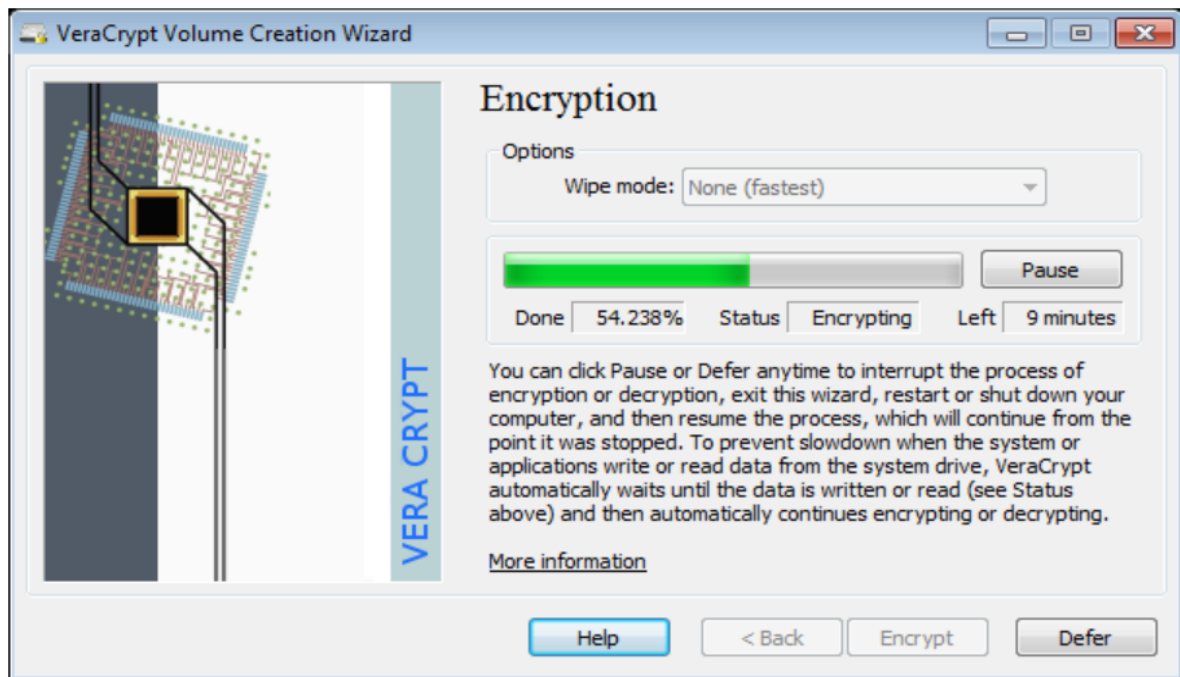 VeraCrypt Volume Creation Wizard
VERA CRYPT
Encryption
Options
Wipe mode: None (fastest)
Pause
Done 54.238% Status Encrypting Left 9 minutes
You can click Pause or Defer anytime to interrupt the process of
encryption or decryption, exit this wizard, restart or shut down your
computer, and then resume the process, which will continue from the
point it was stopped. To prevent slowdown when the system or
applications write or read data from the system drive, VeraCrypt
automatically waits until the data is written or read (see Status
above) and then automatically continues encrypting or decrypting.
More information
Help < Back Encrypt Defer